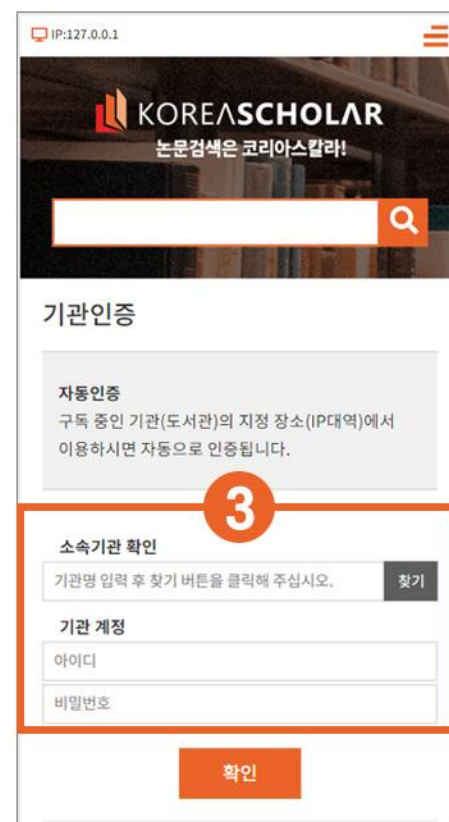 IP:127.0.0.1
KOREASCHOLAR
논문검색은 코리아스칼라!
기관인증
자동인증
구독 중인 기관(도서관)의 지정 장소(IP대역)에서
이용하시면 자동으로 인증됩니다.
3
소속기관 확인
기관명 입력 후 찾기 버튼을 클릭해 주십시오. 찾기
기관 계정
아이디
비밀번호
확인